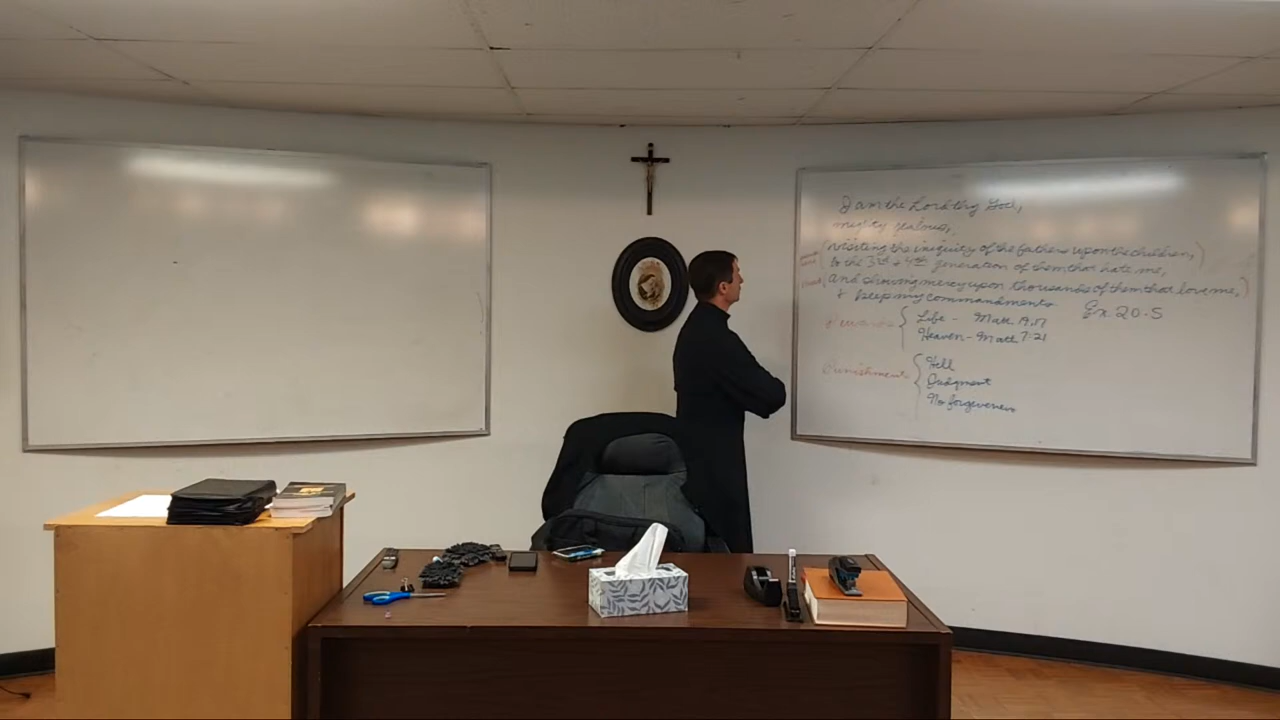 I am the Lord thy God,
mighty jealous,
(visiting the iniquity of the fathers upon the children,)
to the 3rd & 4th generation of them that hate me,
(and shewing mercy upon thousands of them that love me,)
& keep my commandments Ex. 20.5
Rewards { Life - Matt 19:17
Heaven - Matt 7:21
Punishment { Hell
Judgment
No forgiveness